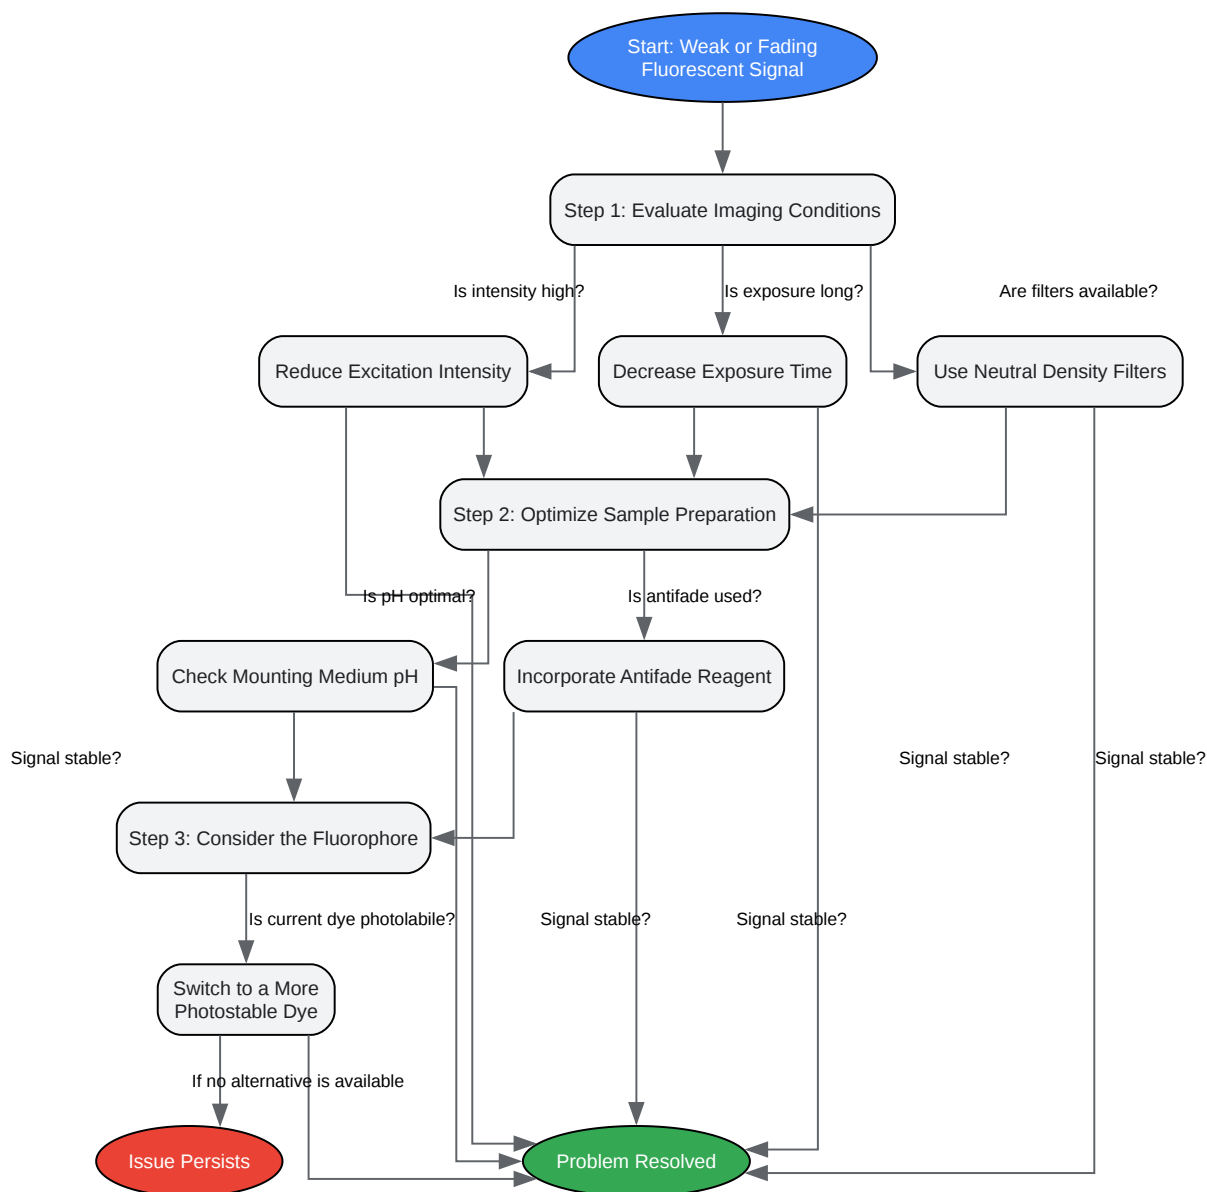 Start: Weak or Fading
Fluorescent Signal
Step 1: Evaluate Imaging Conditions
Is intensity high?
Is exposure long?
Are filters available?
Reduce Excitation Intensity
Decrease Exposure Time
Use Neutral Density Filters
Step 2: Optimize Sample Preparation
Is pH optimal?
Is antifade used?
Check Mounting Medium pH
Incorporate Antifade Reagent
Signal stable?
Signal stable?
Signal stable?
Step 3: Consider the Fluorophore
Is current dye photolabile?
Signal stable?
Signal stable?
Switch to a More
Photostable Dye
If no alternative is available
Issue Persists
Problem Resolved